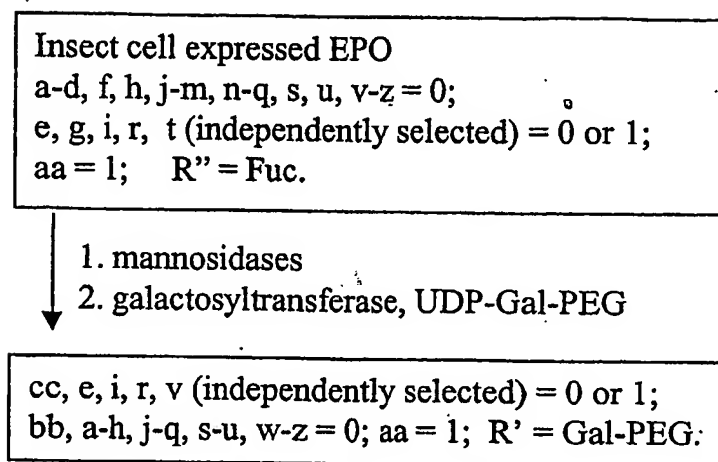 Insect cell expressed EPO
a-d, f, h, j-m, n-q, s, u, v-z = 0;
e, g, i, r, t (independently selected) = 0 or 1;
aa = 1; R” = Fuc.
1. mannosidases
2. galactosyltransferase, UDP-Gal-PEG
cc, e, i, r, v (independently selected) = 0 or 1;
bb, a-h, j-q, s-u, w-z = 0; aa = 1; R’ = Gal-PEG.